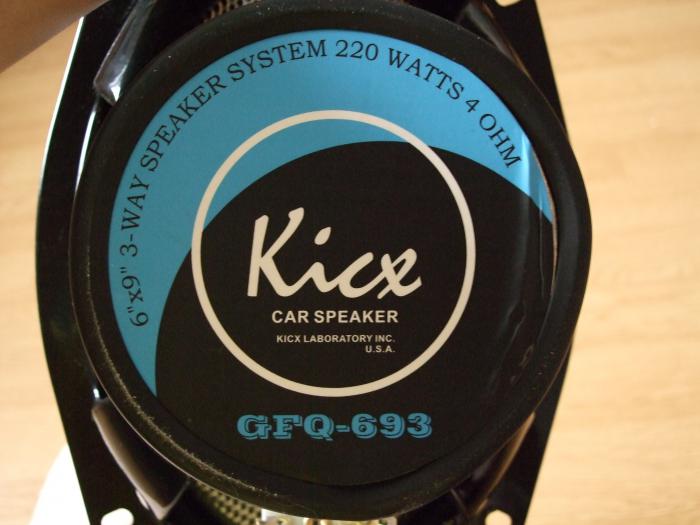 6"x9" 3-WAY SPEAKER SYSTEM 220 WATTS 4 OHM
Kicx
CAR SPEAKER
KICX LABORATORY INC.
U.S.A.
GFQ-693